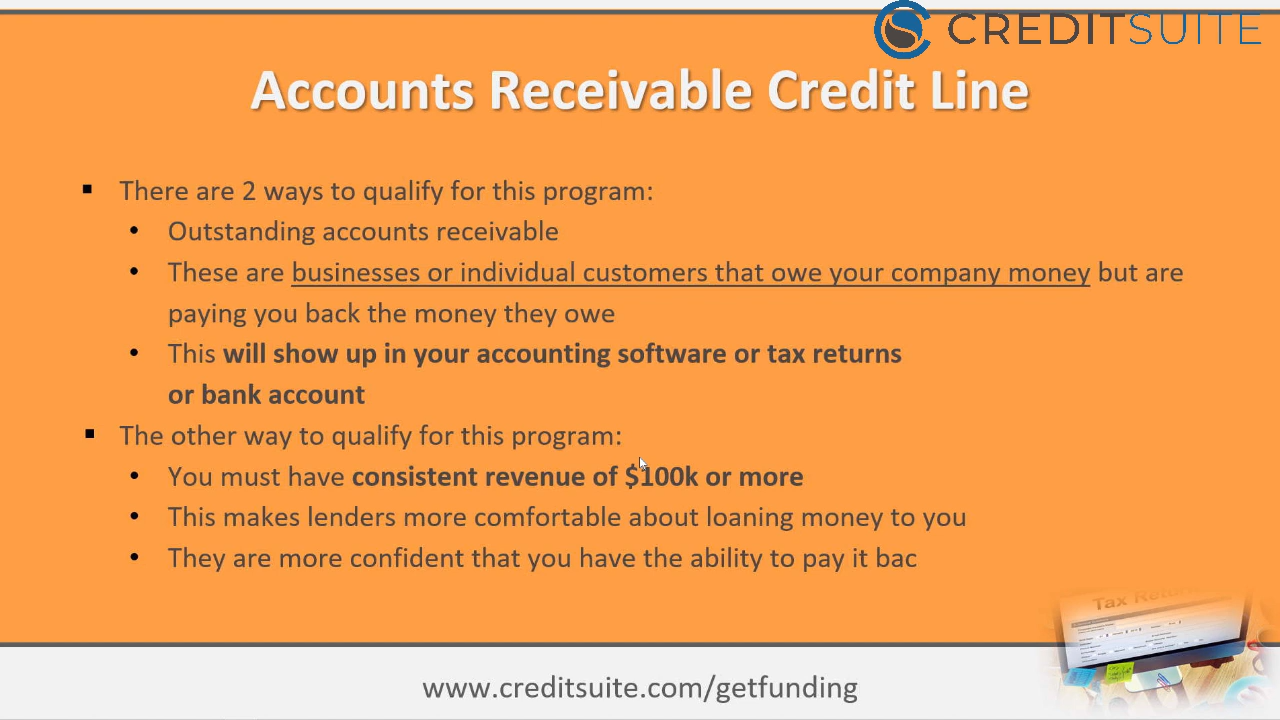 CREDITSUITE
Accounts Receivable Credit Line
▪ There are 2 ways to qualify for this program:
• Outstanding accounts receivable
• These are businesses or individual customers that owe your company money but are
paying you back the money they owe
• This will show up in your accounting software or tax returns
or bank account
▪ The other way to qualify for this program:
• You must have consistent revenue of $100k or more
• This makes lenders more comfortable about loaning money to you
• They are more confident that you have the ability to pay it bac
Tax
www.creditsuite.com/getfunding